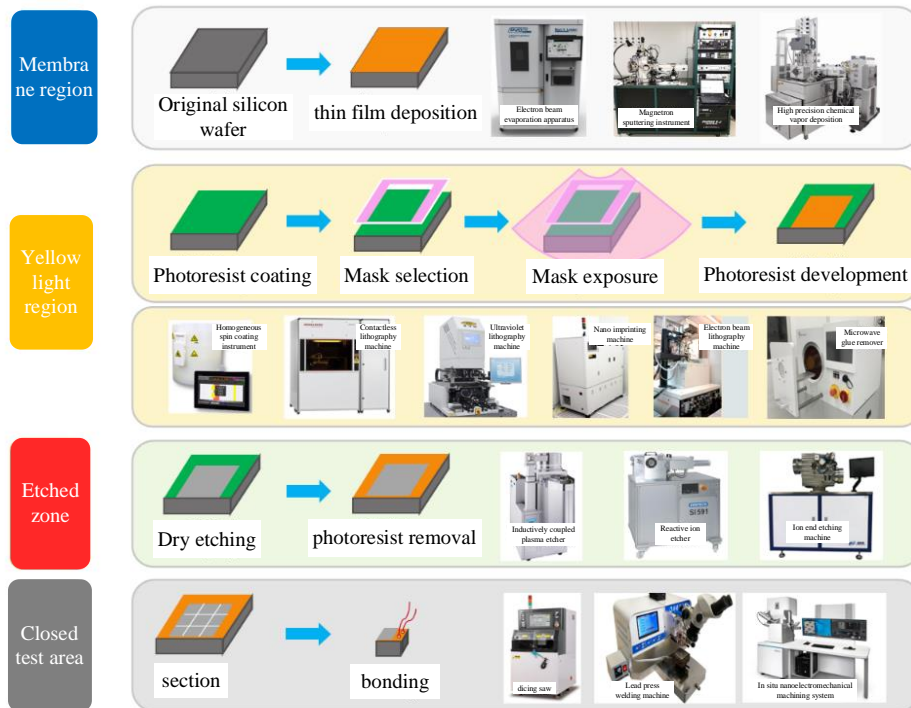 Membra
ne region
Original silicon
wafer
thin film deposition
Electron beam
evaporation apparatus
Magnetron
sputtering instrument
High precision chemical
vapor deposition
Yellow
light
region
Photoresist coating
Mask selection
Mask exposure
Photoresist development
Homogeneous
spin coating
instrument
Contactless
lithography
machine
Ultraviolet lithography
machine
Nano imprinting
machine
Electron beam
lithography
machine
Microwave
glue remover
Etched
zone
Dry etching
photoresist removal
Inductively coupled
plasma etcher
SI 591
Reactive ion
etcher
Ion end etching
machine
Closed
test area
section
bonding
dicing saw
Lead press
welding machine
In situ nanoelectromechanical
machining system